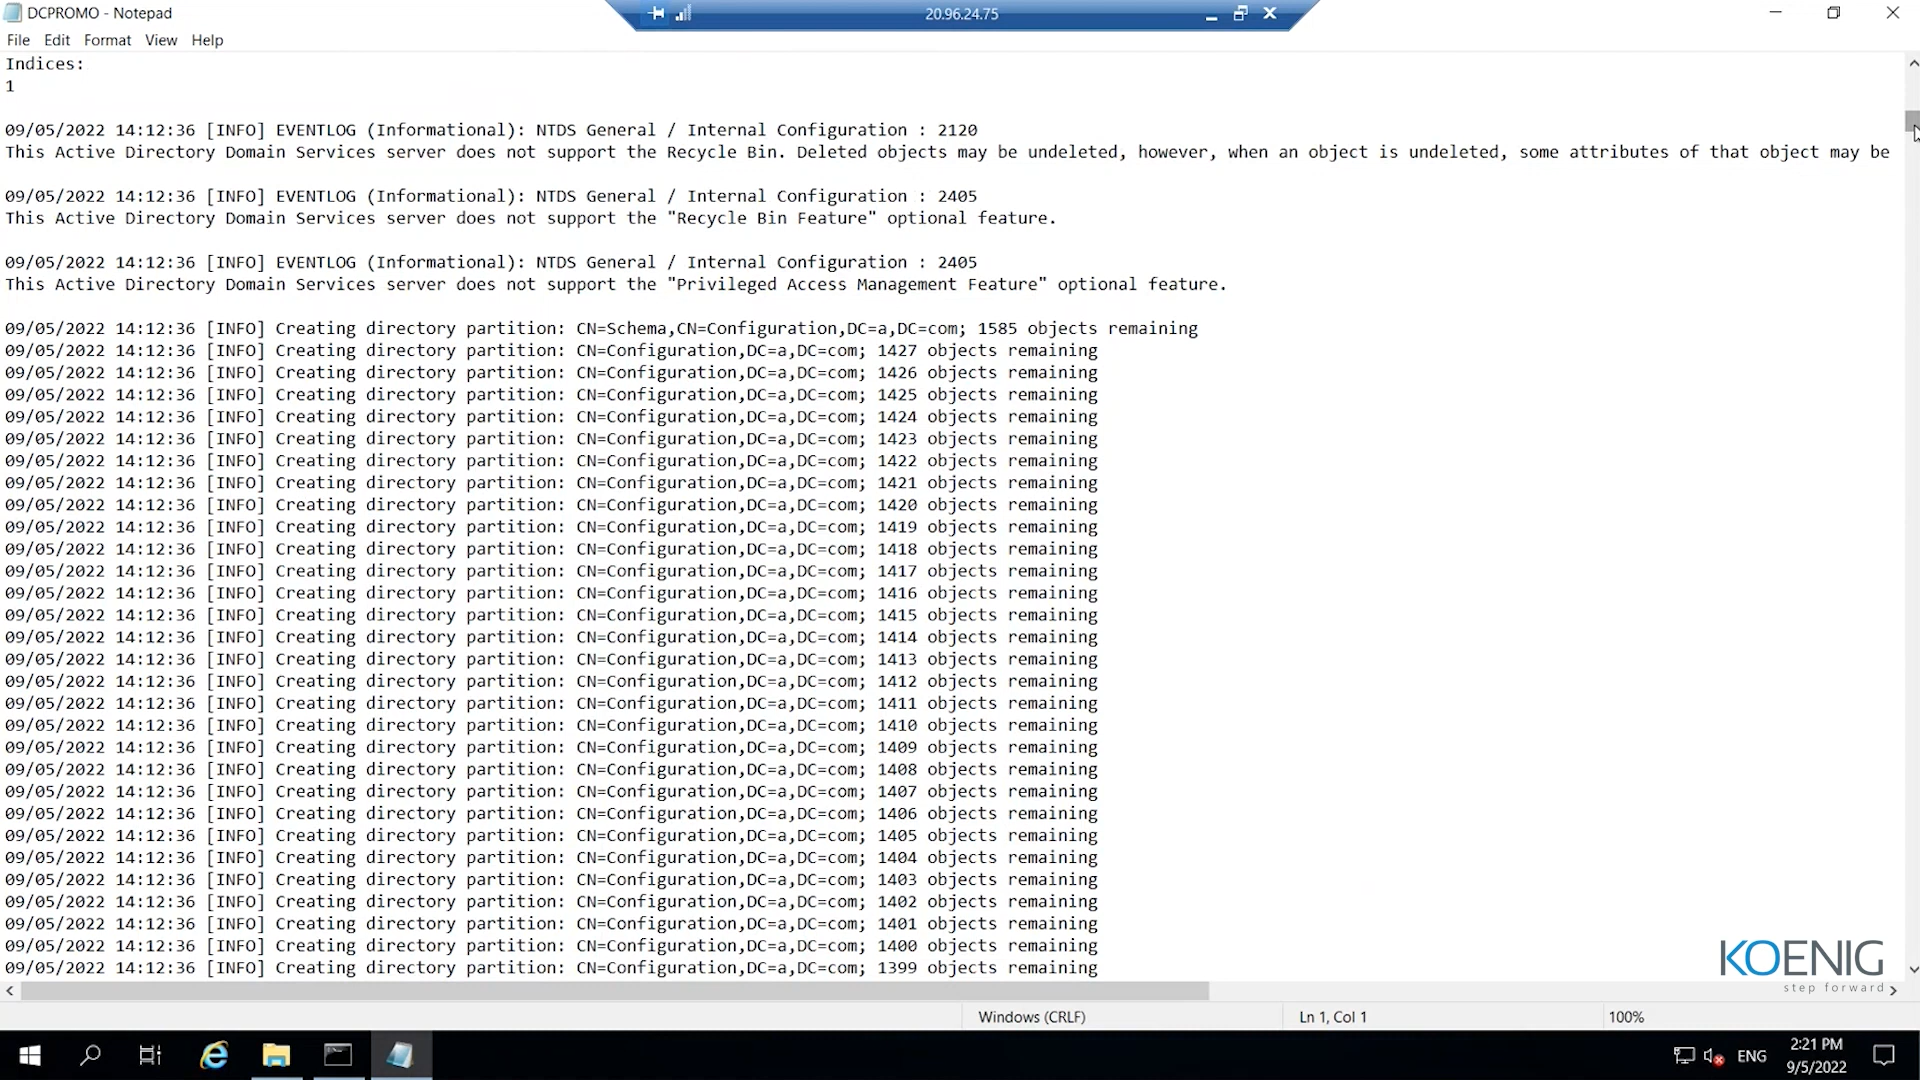 DCPROMO - Notepad
20.96.24.75
File Edit Format View Help
Indices:
1
09/05/2022 14:12:36 [INFO] EVENTLOG (Informational): NTDS General / Internal Configuration : 2120
This Active Directory Domain Services server does not support the Recycle Bin. Deleted objects may be undeleted, however, when an object is undeleted, some attributes of that object may be
09/05/2022 14:12:36 [INFO] EVENTLOG (Informational): NTDS General / Internal Configuration : 2405
This Active Directory Domain Services server does not support the "Recycle Bin Feature" optional feature.
09/05/2022 14:12:36 [INFO] EVENTLOG (Informational): NTDS General / Internal Configuration : 2405
This Active Directory Domain Services server does not support the "Privileged Access Management Feature" optional feature.
09/05/2022 14:12:36 [INFO] Creating directory partition: CN=Schema,CN=Configuration,DC=a,DC=com; 1585 objects remaining
09/05/2022 14:12:36 [INFO] Creating directory partition: CN=Configuration,DC=a,DC=com; 1427 objects remaining
09/05/2022 14:12:36 [INFO] Creating directory partition: CN=Configuration,DC=a,DC=com; 1426 objects remaining
09/05/2022 14:12:36 [INFO] Creating directory partition: CN=Configuration,DC=a,DC=com; 1425 objects remaining
09/05/2022 14:12:36 [INFO] Creating directory partition: CN=Configuration,DC=a,DC=com; 1424 objects remaining
09/05/2022 14:12:36 [INFO] Creating directory partition: CN=Configuration,DC=a,DC=com; 1423 objects remaining
09/05/2022 14:12:36 [INFO] Creating directory partition: CN=Configuration,DC=a,DC=com; 1422 objects remaining
09/05/2022 14:12:36 [INFO] Creating directory partition: CN=Configuration,DC=a,DC=com; 1421 objects remaining
09/05/2022 14:12:36 [INFO] Creating directory partition: CN=Configuration,DC=a,DC=com; 1420 objects remaining
09/05/2022 14:12:36 [INFO] Creating directory partition: CN=Configuration,DC=a,DC=com; 1419 objects remaining
09/05/2022 14:12:36 [INFO] Creating directory partition: CN=Configuration,DC=a,DC=com; 1418 objects remaining
09/05/2022 14:12:36 [INFO] Creating directory partition: CN=Configuration,DC=a,DC=com; 1417 objects remaining
09/05/2022 14:12:36 [INFO] Creating directory partition: CN=Configuration,DC=a,DC=com; 1416 objects remaining
09/05/2022 14:12:36 [INFO] Creating directory partition: CN=Configuration,DC=a,DC=com; 1415 objects remaining
09/05/2022 14:12:36 [INFO] Creating directory partition: CN=Configuration,DC=a,DC=com; 1414 objects remaining
09/05/2022 14:12:36 [INFO] Creating directory partition: CN=Configuration,DC=a,DC=com; 1413 objects remaining
09/05/2022 14:12:36 [INFO] Creating directory partition: CN=Configuration,DC=a,DC=com; 1412 objects remaining
09/05/2022 14:12:36 [INFO] Creating directory partition: CN=Configuration,DC=a,DC=com; 1411 objects remaining
09/05/2022 14:12:36 [INFO] Creating directory partition: CN=Configuration,DC=a,DC=com; 1410 objects remaining
09/05/2022 14:12:36 [INFO] Creating directory partition: CN=Configuration,DC=a,DC=com; 1409 objects remaining
09/05/2022 14:12:36 [INFO] Creating directory partition: CN=Configuration,DC=a,DC=com; 1408 objects remaining
09/05/2022 14:12:36 [INFO] Creating directory partition: CN=Configuration,DC=a,DC=com; 1407 objects remaining
09/05/2022 14:12:36 [INFO] Creating directory partition: CN=Configuration,DC=a,DC=com; 1406 objects remaining
09/05/2022 14:12:36 [INFO] Creating directory partition: CN=Configuration,DC=a,DC=com; 1405 objects remaining
09/05/2022 14:12:36 [INFO] Creating directory partition: CN=Configuration,DC=a,DC=com; 1404 objects remaining
09/05/2022 14:12:36 [INFO] Creating directory partition: CN=Configuration,DC=a,DC=com; 1403 objects remaining
09/05/2022 14:12:36 [INFO] Creating directory partition: CN=Configuration,DC=a,DC=com; 1402 objects remaining
09/05/2022 14:12:36 [INFO] Creating directory partition: CN=Configuration,DC=a,DC=com; 1401 objects remaining
09/05/2022 14:12:36 [INFO] Creating directory partition: CN=Configuration,DC=a,DC=com; 1400 objects remaining
09/05/2022 14:12:36 [INFO] Creating directory partition: CN=Configuration,DC=a,DC=com; 1399 objects remaining
KOENIG
step forward
Windows (CRLF) Ln 1, Col 1 100%
ENG
2:21 PM
9/5/2022